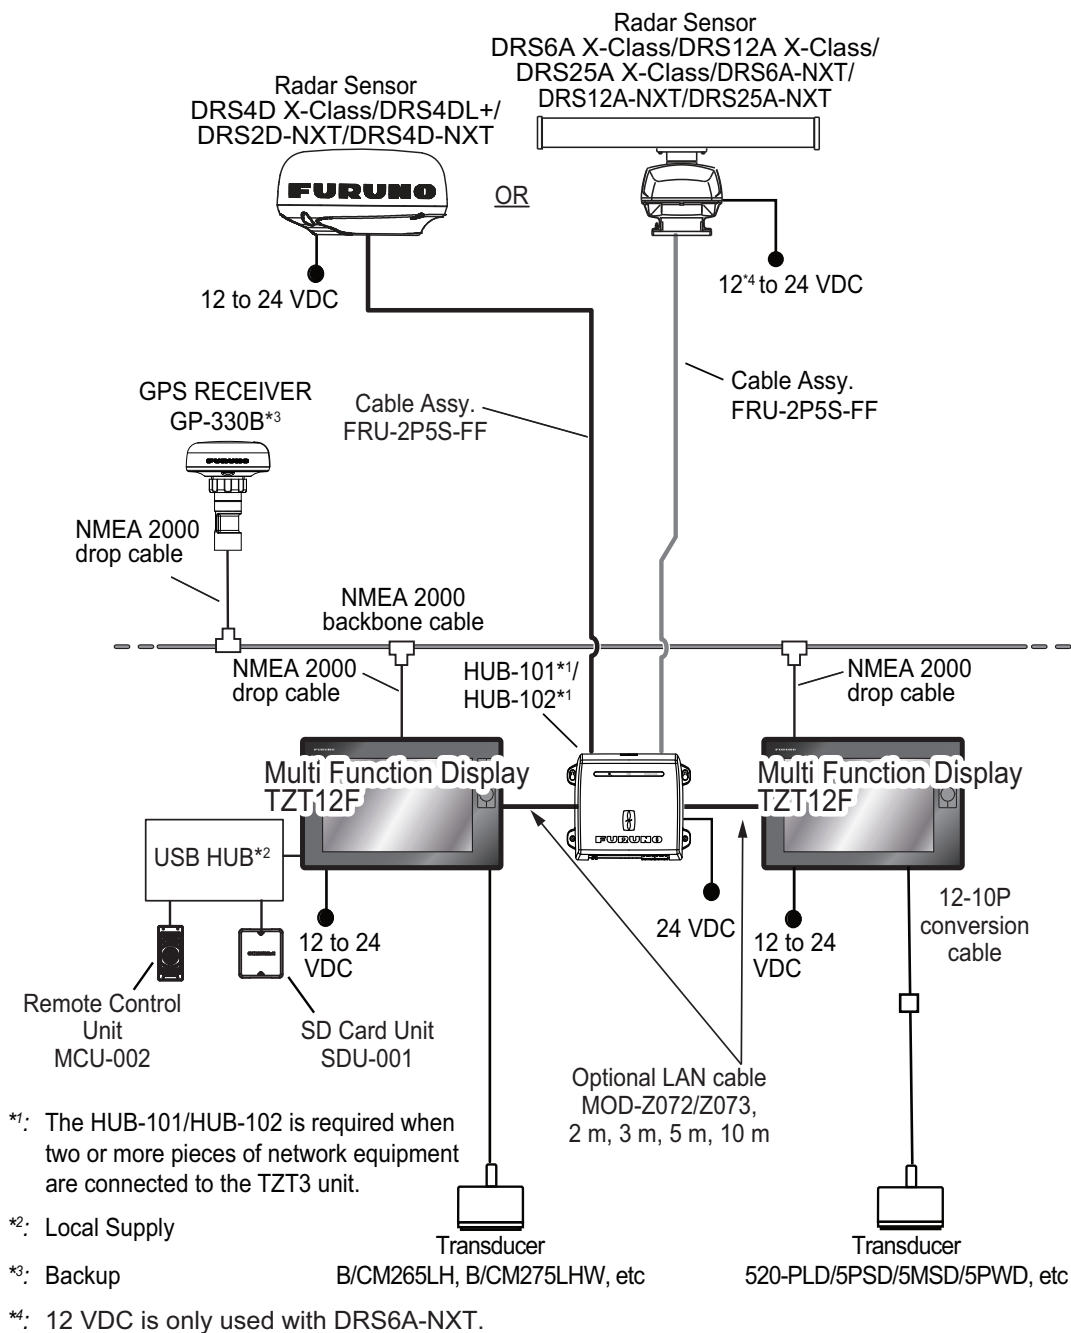 Radar Sensor
DRS6A X-Class/DRS12A X-Class/
DRS25A X-Class/DRS6A-NXT/
DRS12A-NXT/DRS25A-NXT
Radar Sensor
DRS4D X-Class/DRS4DL+/
DRS2D-NXT/DRS4D-NXT
FURUNO
OR
12 to 24 VDC
12*4 to 24 VDC
Cable Assy.
FRU-2P5S-FF
Cable Assy.
FRU-2P5S-FF
GPS RECEIVER
GP-330B*3
FURUNO
NMEA 2000
drop cable
NMEA 2000
backbone cable
NMEA 2000
drop cable
HUB-101*1/
HUB-102*1
NMEA 2000
drop cable
FURUNO
Multi Function Display
TZT12F
FURUNO
FURUNO
Multi Function Display
TZT12F
USB HUB*2
12 to 24
VDC
24 VDC
12 to 24
VDC
12-10P
conversion
cable
Remote Control
Unit
MCU-002
SD Card Unit
SDU-001
Optional LAN cable
MOD-Z072/Z073,
2 m, 3 m, 5 m, 10 m
*1: The HUB-101/HUB-102 is required when
two or more pieces of network equipment
are connected to the TZT3 unit.
*2: Local Supply
*3: Backup
*4: 12 VDC is only used with DRS6A-NXT.
Transducer
B/CM265LH, B/CM275LHW, etc
Transducer
520-PLD/5PSD/5MSD/5PWD, etc